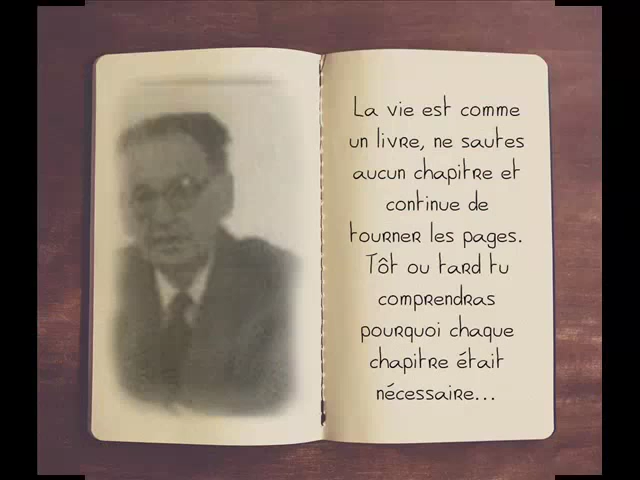 La vie est comme
un livre, ne sautes
aucun chapitre et
continue de
tourner les pages.
Tôt ou tard tu
comprendras
pourquoi chaque
chapitre était
nécessaire...